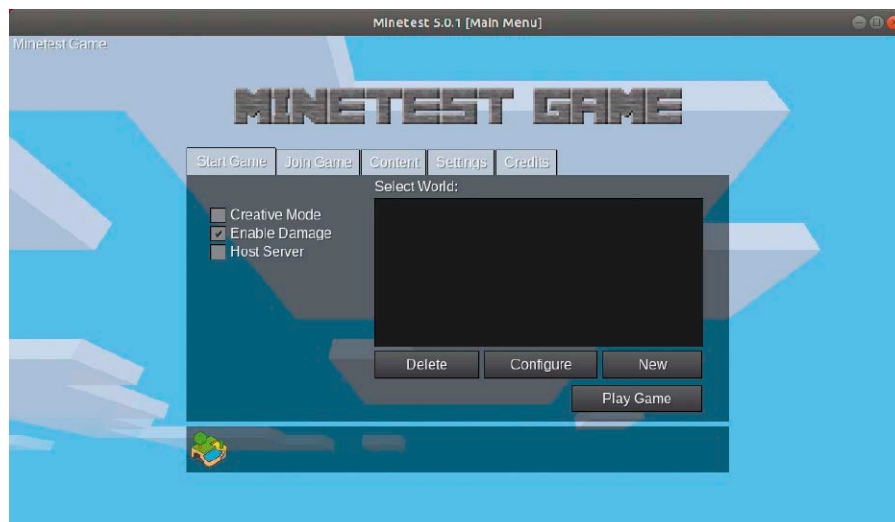 Minetest 5.0.1 [Main Menu]
Minetest Game
MINETEST GAME
Start Game Join Game Content Settings Credits
Select World:
Creative Mode
Enable Damage
Host Server
Delete Configure New
Play Game